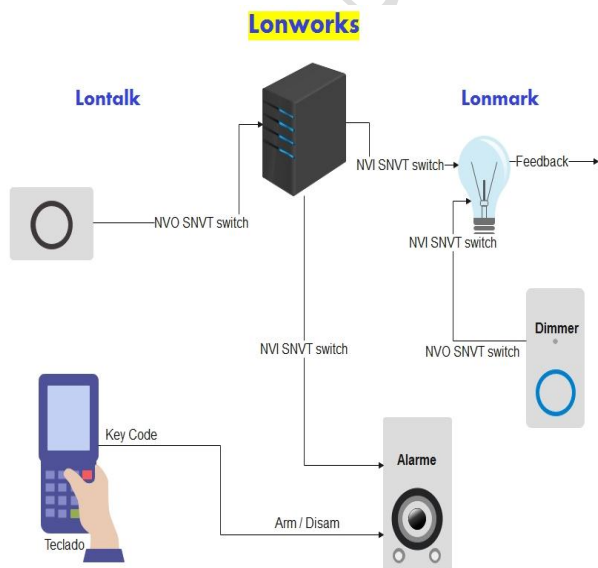 Lonworks
Lontalk
Lonmark
NVI SNVT switch
Feedback
NVO SNVT switch
NVI SNVT switch
Dimmer
NVI SNVT switch
NVO SNVT switch
Key Code
Alarme
Arm / Disam
Teclado